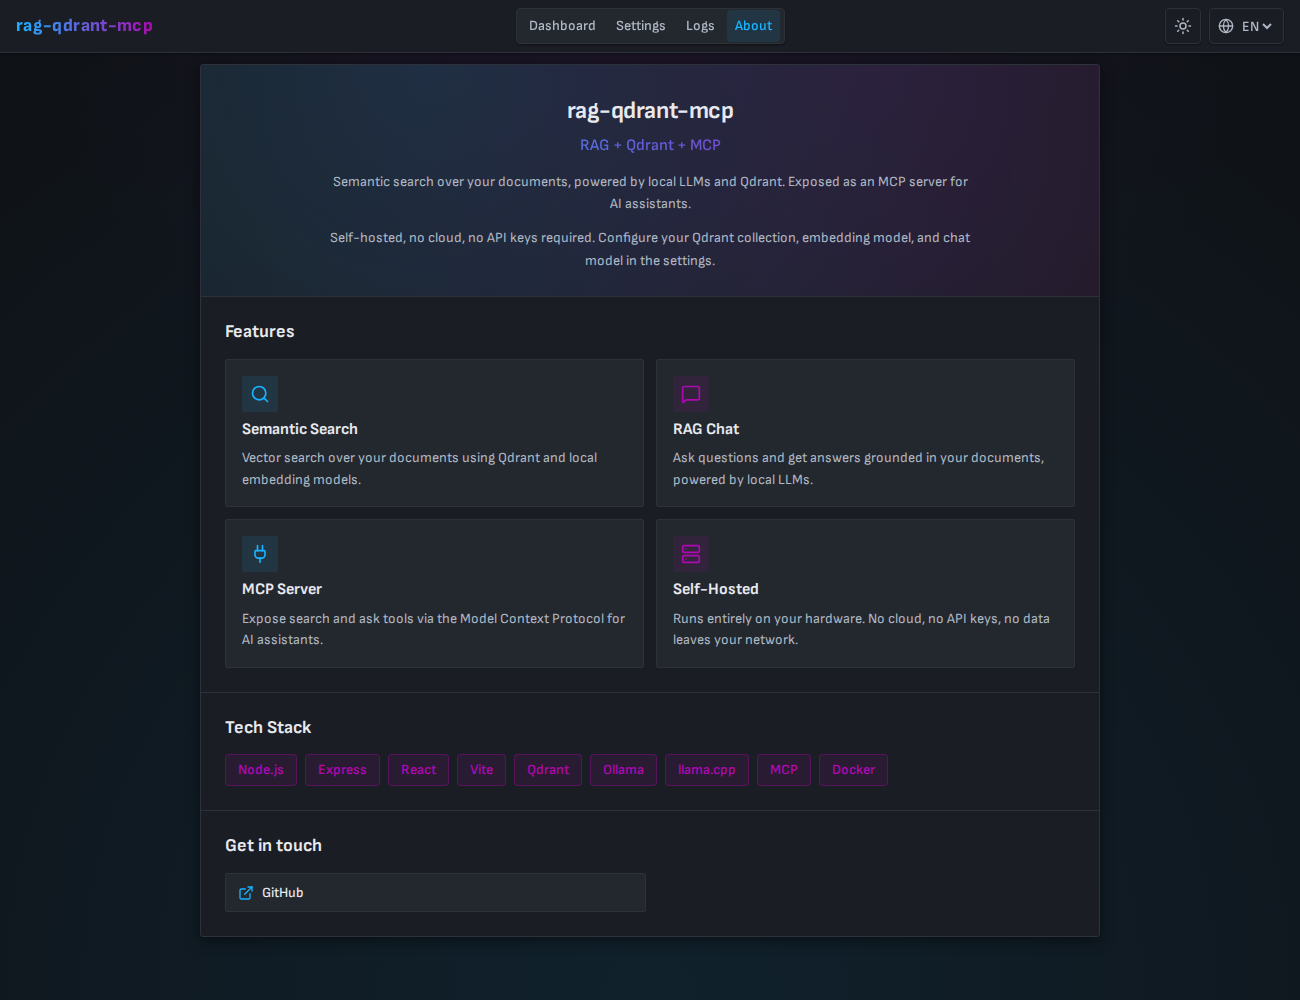 rag-qdrant-mcp
Dashboard Settings Logs About
EN
rag-qdrant-mcp
RAG + Qdrant + MCP
Semantic search over your documents, powered by local LLMs and Qdrant. Exposed as an MCP server for
AI assistants.
Self-hosted, no cloud, no API keys required. Configure your Qdrant collection, embedding model, and chat
model in the settings.
Features
Semantic Search
Vector search over your documents using Qdrant and local
embedding models.
RAG Chat
Ask questions and get answers grounded in your documents,
powered by local LLMs.
MCP Server
Expose search and ask tools via the Model Context Protocol for
AI assistants.
Self-Hosted
Runs entirely on your hardware. No cloud, no API keys, no data
leaves your network.
Tech Stack
Node.js Express React Vite Qdrant Ollama llama.cpp MCP Docker
Get in touch
GitHub